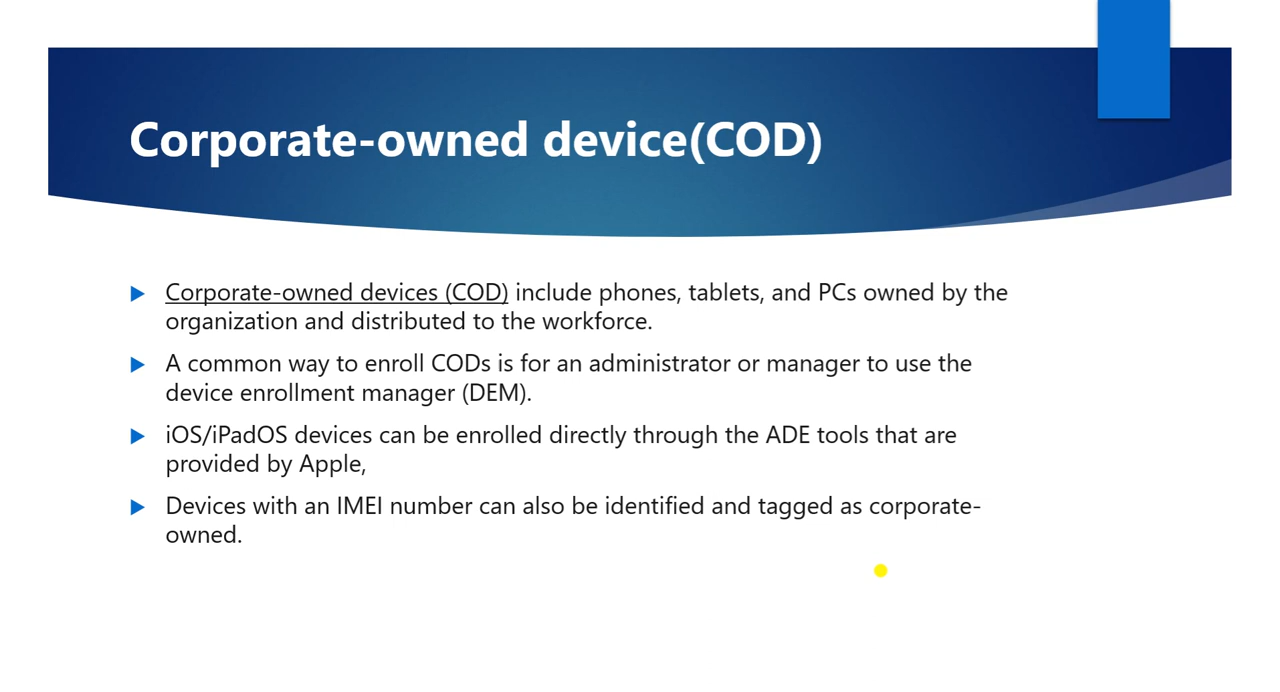 Corporate-owned device(COD)
Corporate-owned devices (COD) include phones, tablets, and PCs owned by the
organization and distributed to the workforce.
A common way to enroll CODs is for an administrator or manager to use the
device enrollment manager (DEM).
iOS/iPadOS devices can be enrolled directly through the ADE tools that are
provided by Apple,
Devices with an IMEI number can also be identified and tagged as corporate-
owned.